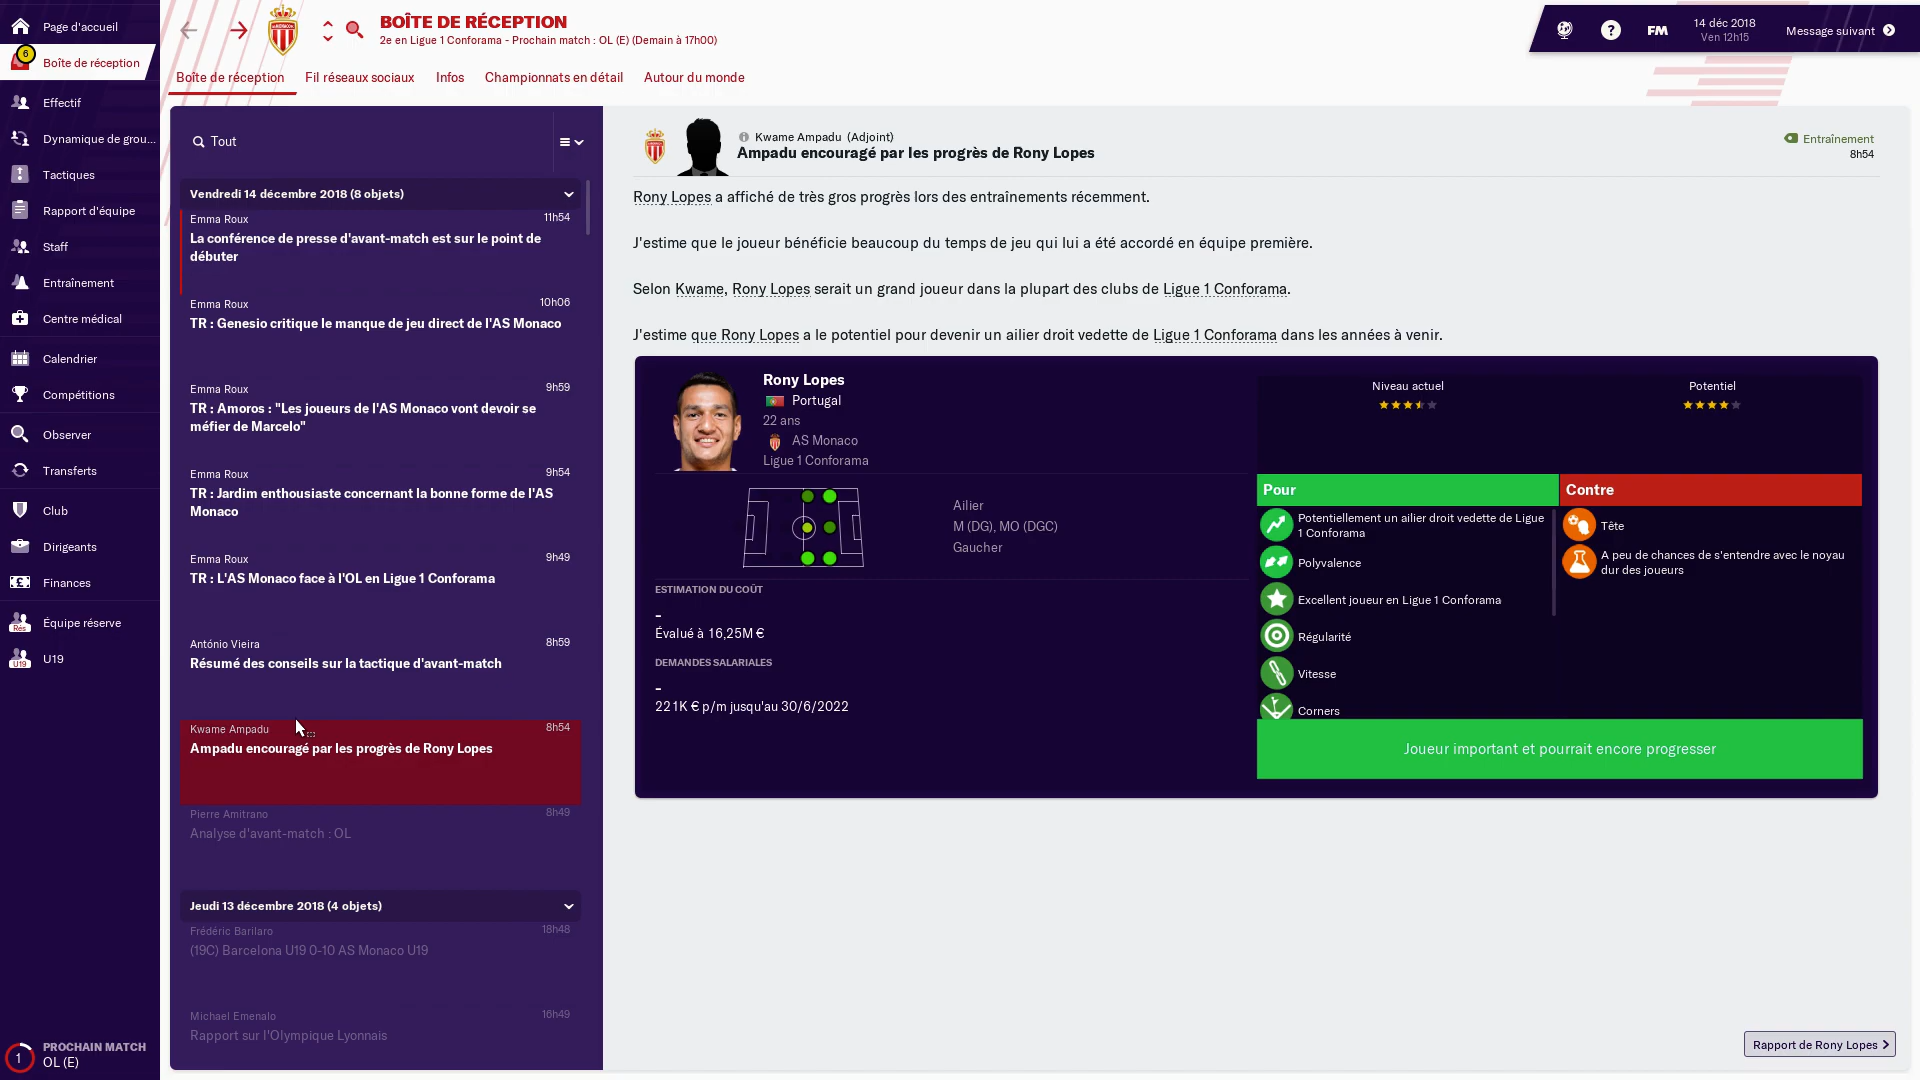 Page d'accueil
6
Boîte de réception
Effectif
Dynamique de grou...
Tactiques
Rapport d'équipe
Staff
Entraînement
Centre médical
Calendrier
Compétitions
Observer
Transferts
Club
Dirigeants
Finances
Rés
Équipe réserve
U19
U19
1
PROCHAIN MATCH
OL (E)
BOÎTE DE RÉCEPTION
2e en Ligue 1 Conforama - Prochain match : OL (E) (Demain à 17h00)
?
FM
14 déc 2018
Ven 12h15
Message suivant
Boîte de réception
Fil réseaux sociaux
Infos
Championnats en détail
Autour du monde
Tout
Vendredi 14 décembre 2018 (8 objets)
Emma Roux 11h54
La conférence de presse d'avant-match est sur le point de
débuter
Emma Roux 10h06
TR : Genesio critique le manque de jeu direct de l'AS Monaco
Emma Roux 9h59
TR : Amoros : "Les joueurs de l'AS Monaco vont devoir se
méfier de Marcelo"
Emma Roux 9h54
TR : Jardim enthousiaste concernant la bonne forme de l'AS
Monaco
Emma Roux 9h49
TR : L'AS Monaco face à l'OL en Ligue 1 Conforama
António Vieira 8h59
Résumé des conseils sur la tactique d'avant-match
Kwame Ampadu 8h54
Ampadu encouragé par les progrès de Rony Lopes
Pierre Amitrano 8h49
Analyse d'avant-match : OL
Jeudi 13 décembre 2018 (4 objets)
Frédéric Barilaro 18h48
(19C) Barcelona U19 0-10 AS Monaco U19
Michael Emenalo 16h49
Rapport sur l'Olympique Lyonnais
Kwame Ampadu (Adjoint)
Ampadu encouragé par les progrès de Rony Lopes
Entraînement
8h54
Rony Lopes a affiché de très gros progrès lors des entraînements récemment.
J'estime que le joueur bénéficie beaucoup du temps de jeu qui lui a été accordé en équipe première.
Selon Kwame, Rony Lopes serait un grand joueur dans la plupart des clubs de Ligue 1 Conforama.
J'estime que Rony Lopes a le potentiel pour devenir un ailier droit vedette de Ligue 1 Conforama dans les années à venir.
Rony Lopes
Portugal
22 ans
AS Monaco
Ligue 1 Conforama
Ailier
M (DG), MO (DGC)
Gaucher
ESTIMATION DU COÛT
-
Évalué à 16,25M €
DEMANDES SALARIALES
-
221K € p/m jusqu'au 30/6/2022
Niveau actuel
Potentiel
Pour
Contre
Potentiellement un ailier droit vedette de Ligue
1 Conforama
Polyvalence
Excellent joueur en Ligue 1 Conforama
Régularité
Vitesse
Corners
Tête
A peu de chances de s'entendre avec le noyau
dur des joueurs
Joueur important et pourrait encore progresser
Rapport de Rony Lopes